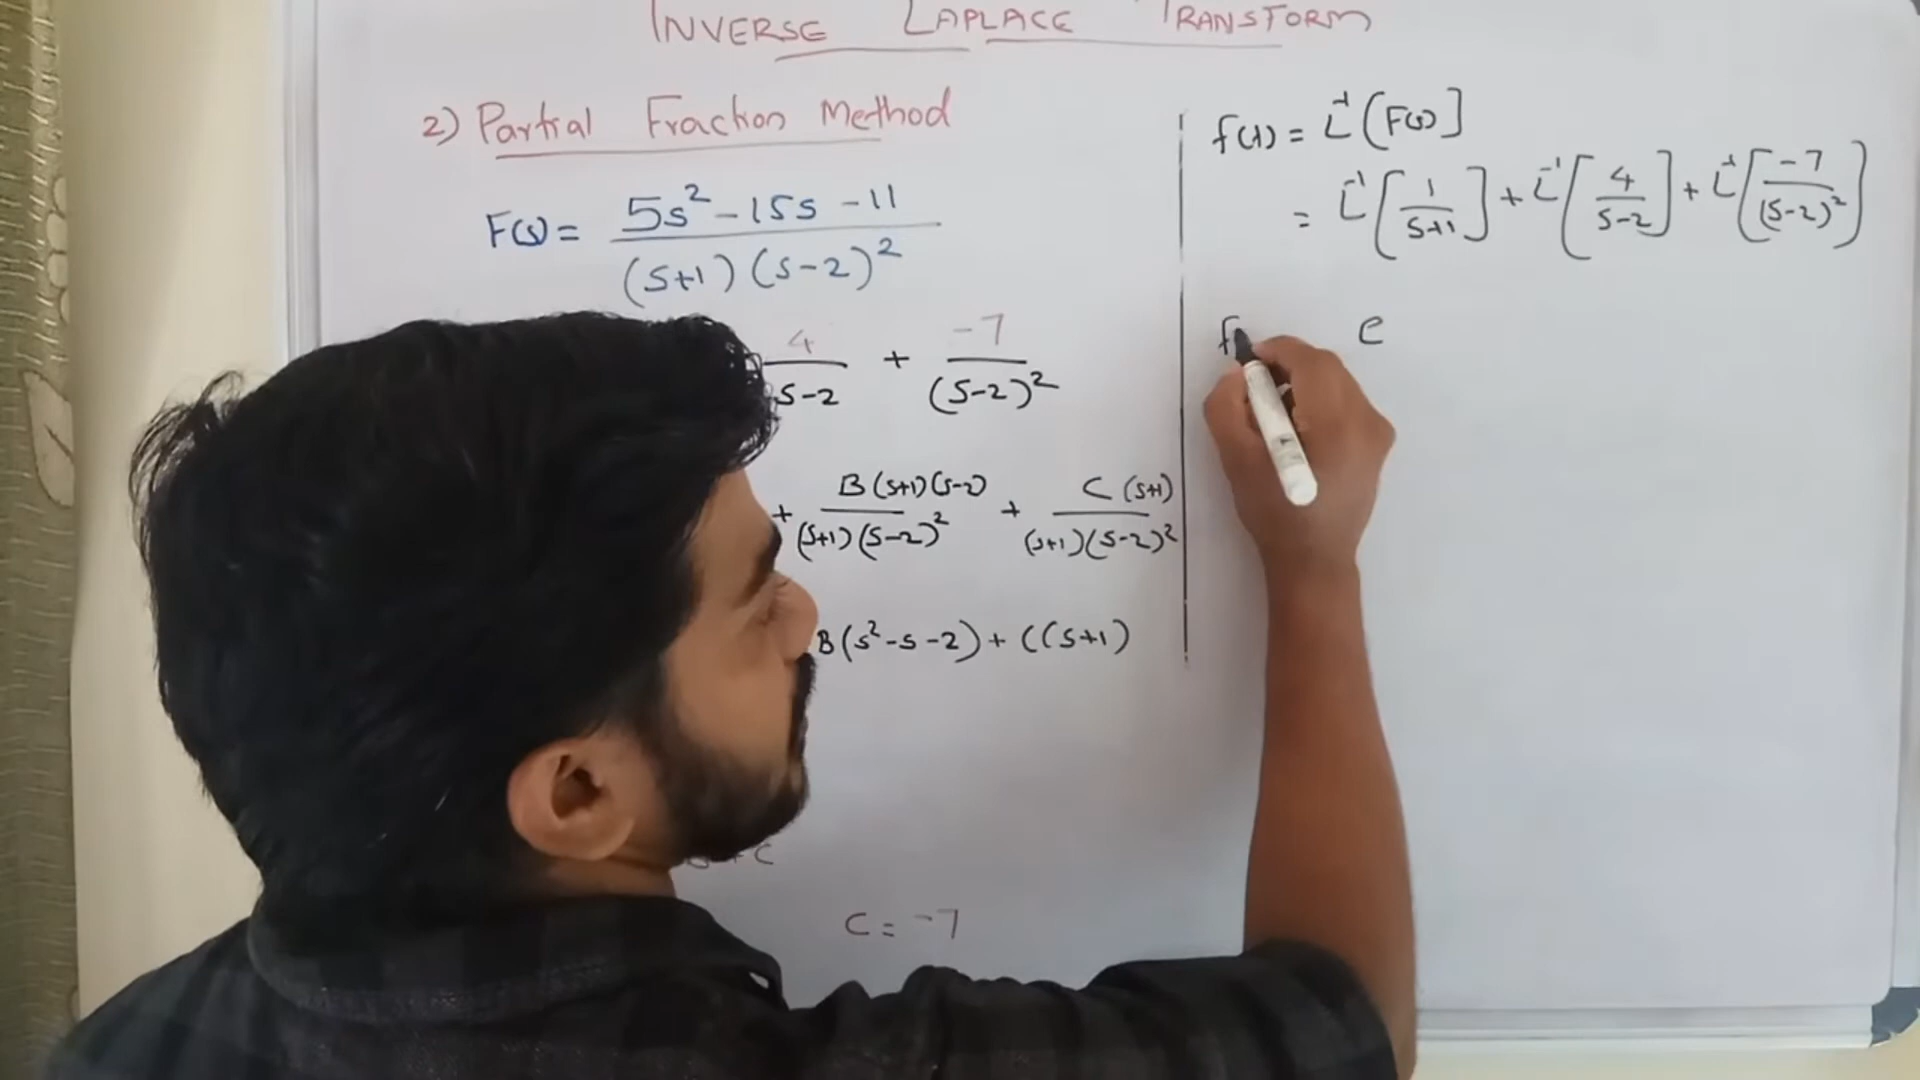 INVERSE LAPLACE TRANSFORM
2) Partial Fraction Method
F(s) = 5s² - 15s - 11 / (s+1)(s-2)²
4 / s-2 + -7 / (s-2)²
+ B(s+1)(s-2) / (s+1)(s-2)² + C(s+1) / (s+1)(s-2)²
B(s²-s-2) + C(s+1)
+ C
C = -7
f(t) = L⁻¹[F(s)]
= L⁻¹[1 / s+1] + L⁻¹[4 / s-2] + L⁻¹[-7 / (s-2)²]
f e